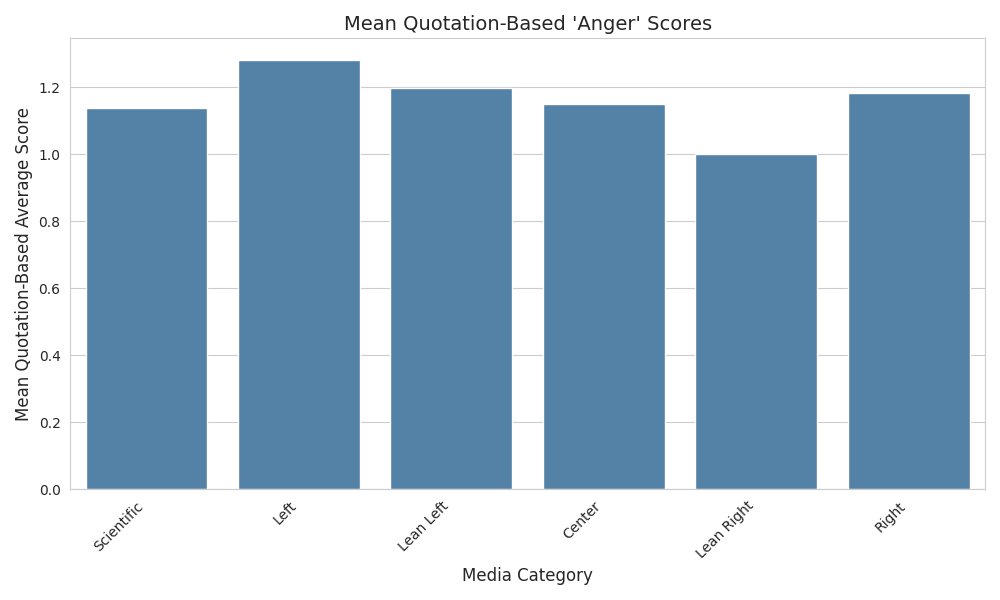 Mean Quotation-Based 'Anger' Scores
Mean Quotation-Based Average Score
1.2
1.0
0.8
0.6
0.4
0.2
0.0
Scientific
Left
Lean Left
Center
Lean Right
Right
Media Category